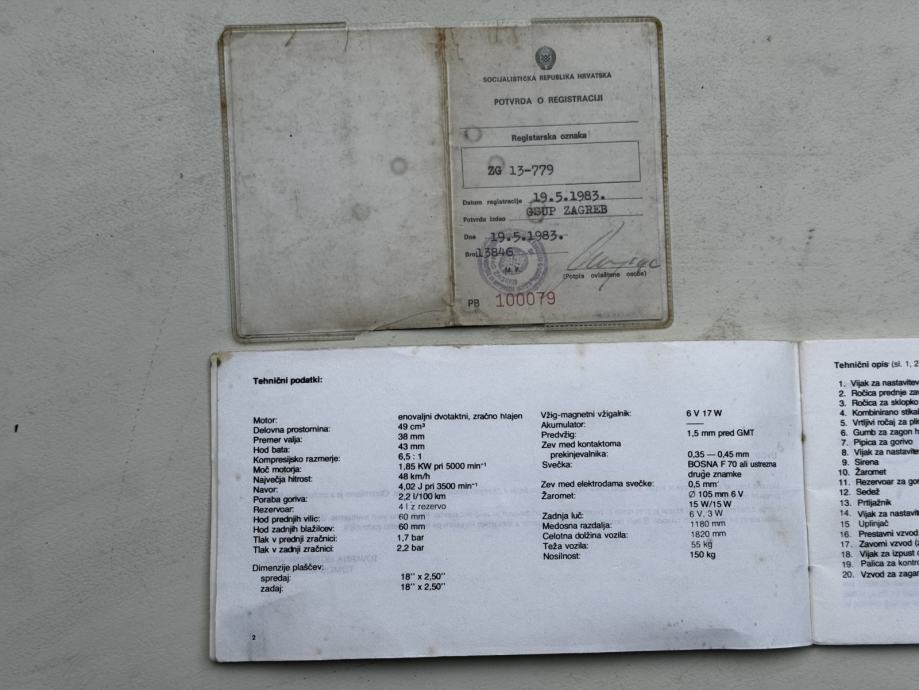 SOCIJALISTIČKA REPUBLIKA HRVATSKA
POTVRDA O REGISTRACIJI
Registarska oznaka
ZG 13-779
Datum registracije 19.5.1983.
Potvrdu izdao GSUP ZAGREB
Dne 19.5.1983.
Broj 13846
M. P.
(Potpis ovlaštene osobe)
PB 100079
Tehnični podatki:
Motor: enovaljni dvotaktni, zračno hlajen
Delovna prostornina: 49 cm³
Premer valja: 38 mm
Hod bata: 43 mm
Kompresijsko razmerje: 6,5 : 1
Moč motorja: 1,85 KW pri 5000 min⁻¹
Največja hitrost: 48 km/h
Navor: 4,02 J pri 3500 min⁻¹
Poraba goriva: 2,2 l/100 km
Rezervoar: 4 l z rezervo
Hod prednjih vilic: 60 mm
Hod zadnjih blažilcev: 60 mm
Tlak v prednji zračnici: 1,7 bar
Tlak v zadnji zračnici: 2,2 bar
Dimenzije plaščev:
spredaj: 18'' x 2,50''
zadaj: 18'' x 2,50''
2
Vžig-magnetni vžigalnik: 6 V 17 W
Akumulator: —
Predvžig: 1,5 mm pred GMT
Zev med kontaktoma
prekinjevalnika: 0,35 — 0,45 mm
Svečka: BOSNA F 70 ali ustrezna
druge znamke
Zev med elektrodama svečke: 0,5 mm
Žaromet: Ø 105 mm 6 V
15 W/15 W
Zadnja luč: 6 V, 3 W
Medosna razdalja: 1180 mm
Celotna dolžina vozila: 1820 mm
Teža vozila: 55 kg
Nosilnost: 150 kg
Tehnični opis (sl. 1, 2
1. Vijak za nastavitev
2. Ročica prednje
3. Ročica za sklopko
4. Kombinirano
5. Vrtljivi ročaj za
6. Gumb za zagon
7. Pipica za gorivo
8. Vijak za
9. Sirena
10. Žaromet
11. Rezervoar za
12. Sedež
13. Prtljažnik
14. Vijak za
15 Uplinjač
16. Prestavni vzvod
17. Zavorni vzvod
18. Vijak za izpust
19. Palica za
20. Vzvod za